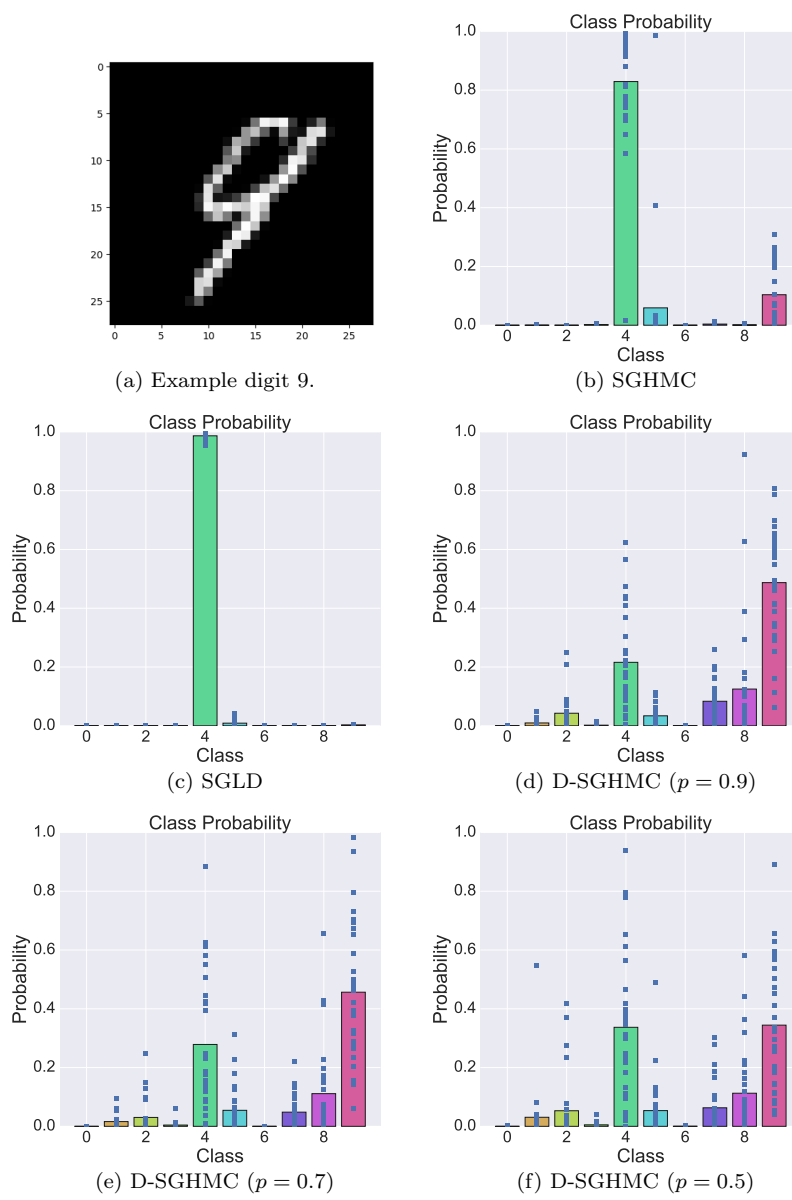 Class Probability
1.0
0.8
0.6
0.4
0.2
0.0
Probability
0 2 4 6 8
Class
0
5
10
15
20
25
0 5 10 15 20 25
(a) Example digit 9.
(b) SGHMC
Class Probability
1.0
0.8
0.6
0.4
0.2
0.0
Probability
0 2 4 6 8
Class
(c) SGLD
Class Probability
1.0
0.8
0.6
0.4
0.2
0.0
Probability
0 2 4 6 8
Class
(d) D-SGHMC (p = 0.9)
Class Probability
1.0
0.8
0.6
0.4
0.2
0.0
Probability
0 2 4 6 8
Class
(e) D-SGHMC (p = 0.7)
Class Probability
1.0
0.8
0.6
0.4
0.2
0.0
Probability
0 2 4 6 8
Class
(f) D-SGHMC (p = 0.5)